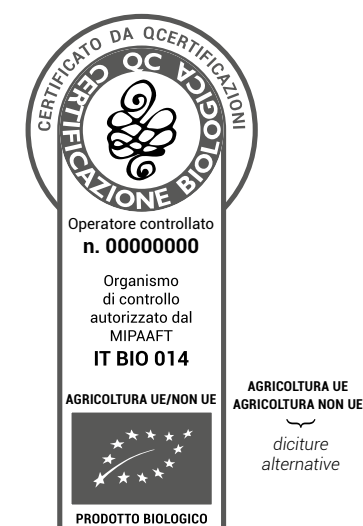 CERTIFICATO DA QCERTIFICAZIONI
QC CERTIFICAZIONE BIOLOGICA
Operatore controllato
n. 00000000
Organismo
di controllo
autorizzato dal
MIPAAFT
IT BIO 014
AGRICOLTURA UE/NON UE
PRODOTTO BIOLOGICO
AGRICOLTURA UE
AGRICOLTURA NON UE
diciture
alternative